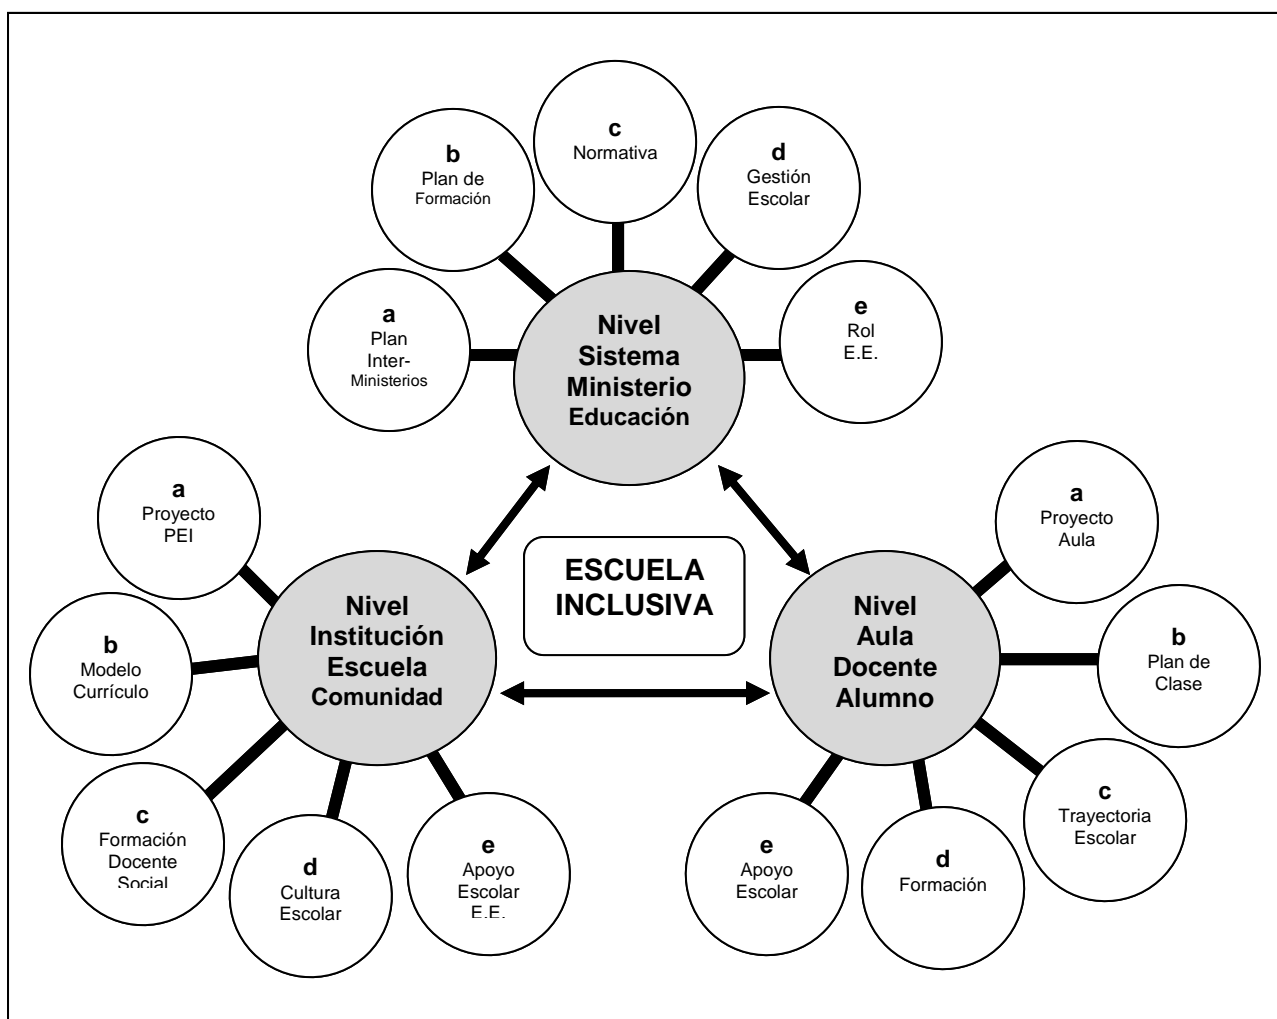 c
Normativa
b
Plan de
Formación
d
Gestión
Escolar
a
Plan
Inter-
Ministerios
e
Rol
E.E.
Nivel
Sistema
Ministerio
Educación
a
Proyecto
PEI
b
Modelo
Currículo
c
Formación
Docente
Social
d
Cultura
Escolar
e
Apoyo
Escolar
E.E.
Nivel
Institución
Escuela
Comunidad
ESCUELA
INCLUSIVA
Nivel
Aula
Docente
Alumno
a
Proyecto
Aula
b
Plan de
Clase
c
Trayectoria
Escolar
d
Formación
e
Apoyo
Escolar